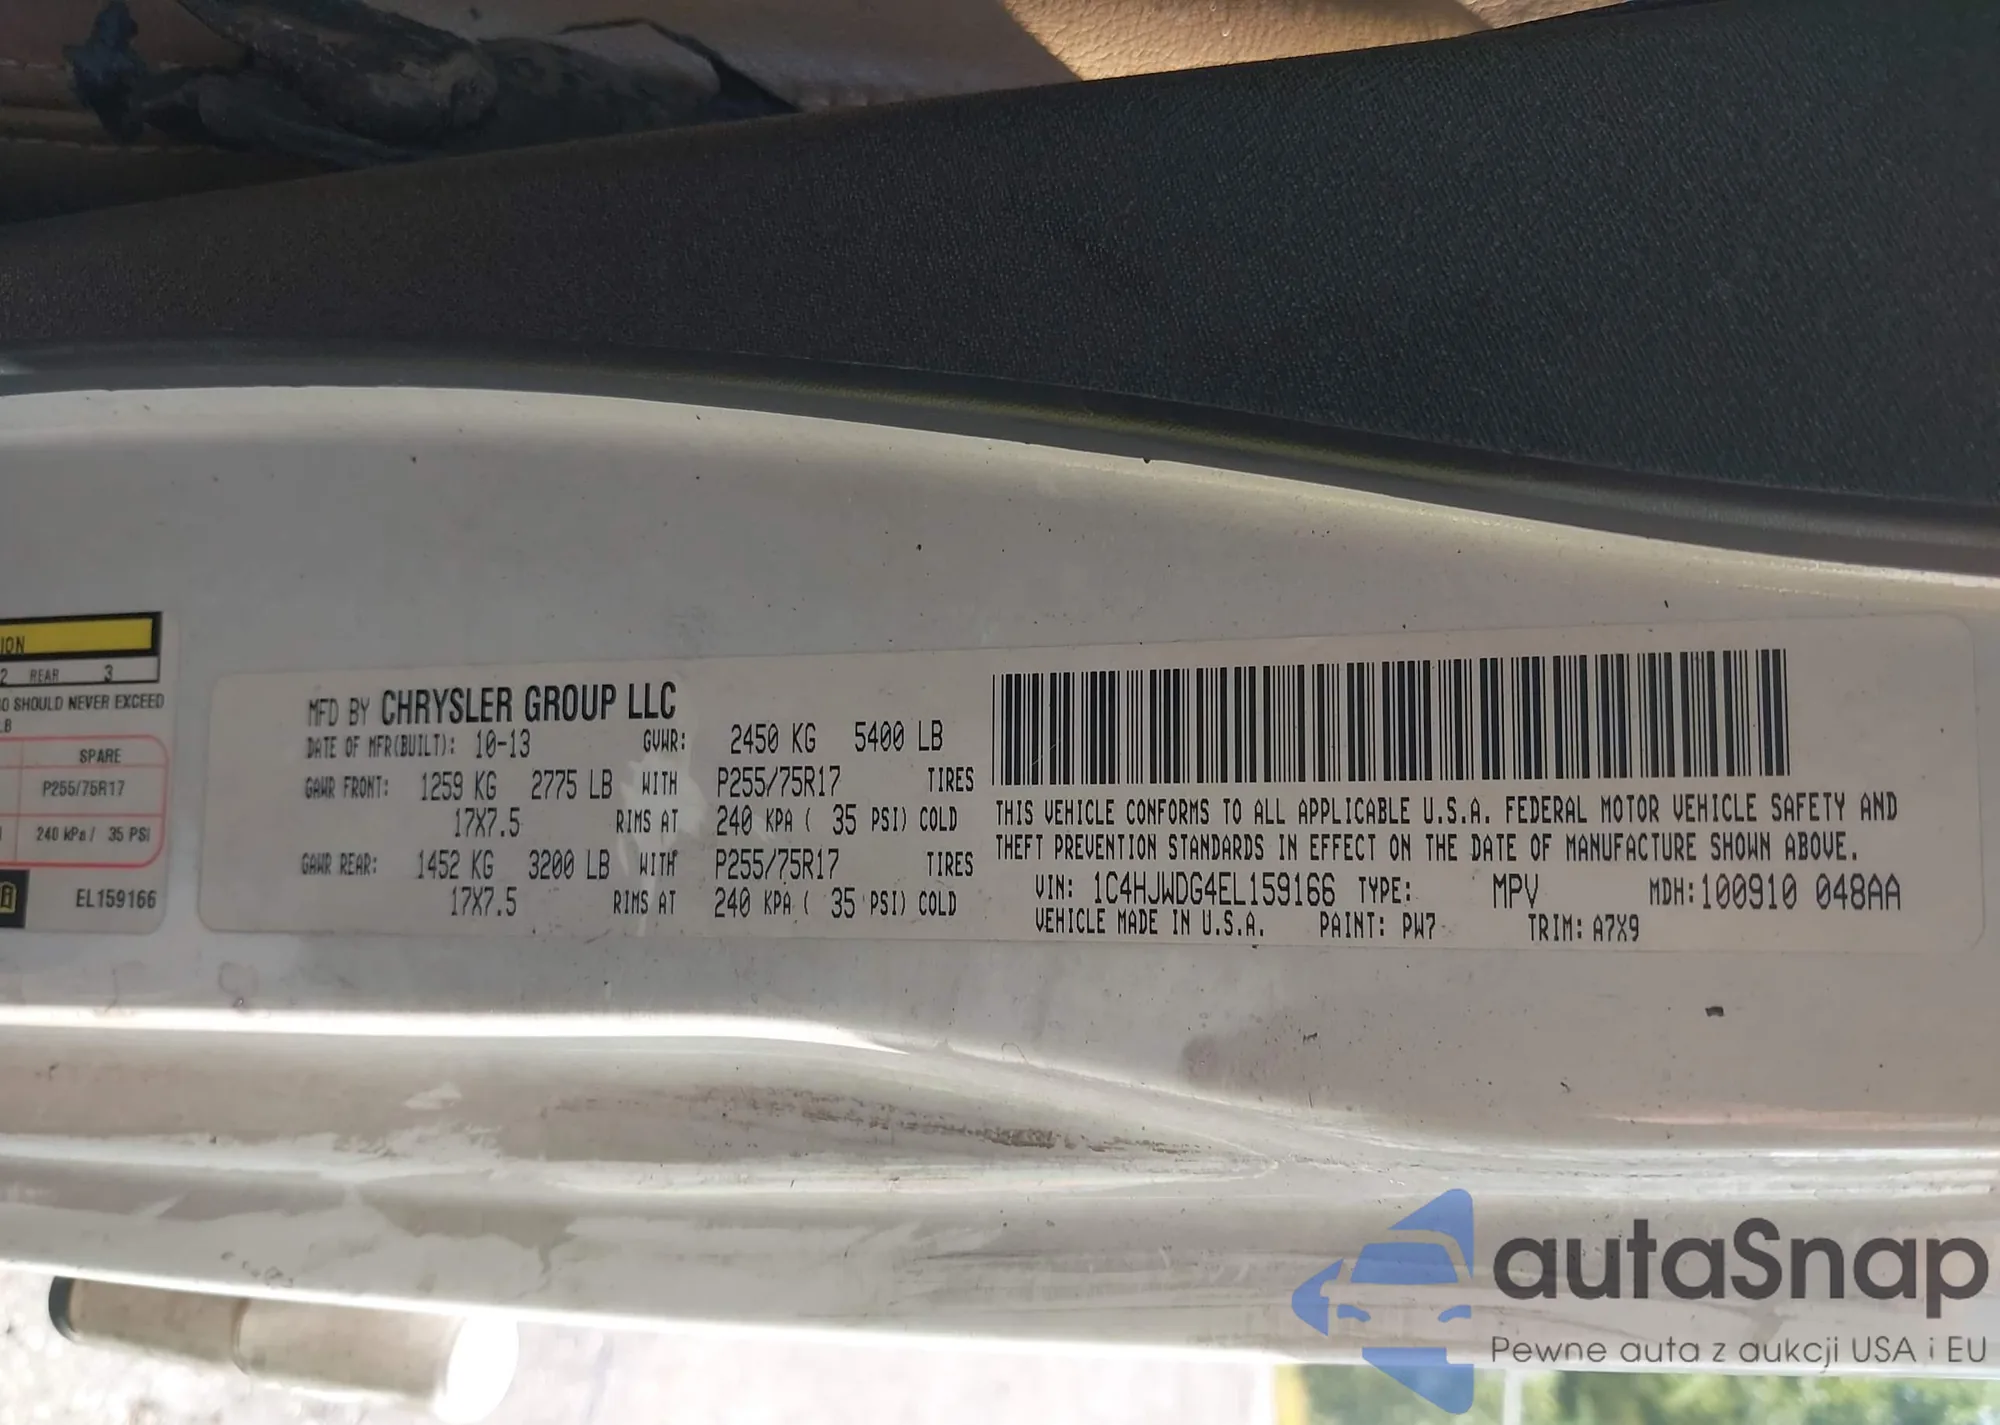 ION
2 REAR 3
GO SHOULD NEVER EXCEED
LB
SPARE
P255/75R17
240 kPa / 35 PSI
EL159166
MFD BY CHRYSLER GROUP LLC
DATE OF MFR(BUILT): 10-13 GVWR: 2450 KG 5400 LB
GAWR FRONT: 1259 KG 2775 LB WITH P255/75R17 TIRES
17X7.5 RIMS AT 240 KPA ( 35 PSI) COLD
GAWR REAR: 1452 KG 3200 LB WITH P255/75R17 TIRES
17X7.5 RIMS AT 240 KPA ( 35 PSI) COLD
THIS VEHICLE CONFORMS TO ALL APPLICABLE U.S.A. FEDERAL MOTOR VEHICLE SAFETY AND
THEFT PREVENTION STANDARDS IN EFFECT ON THE DATE OF MANUFACTURE SHOWN ABOVE.
VIN: 1C4HJWDG4EL159166 TYPE: MPV MDH:100910 048AA
VEHICLE MADE IN U.S.A. PAINT: PW7 TRIM: A7X9
autaSnap
Pewne auta z aukcji USA i EU